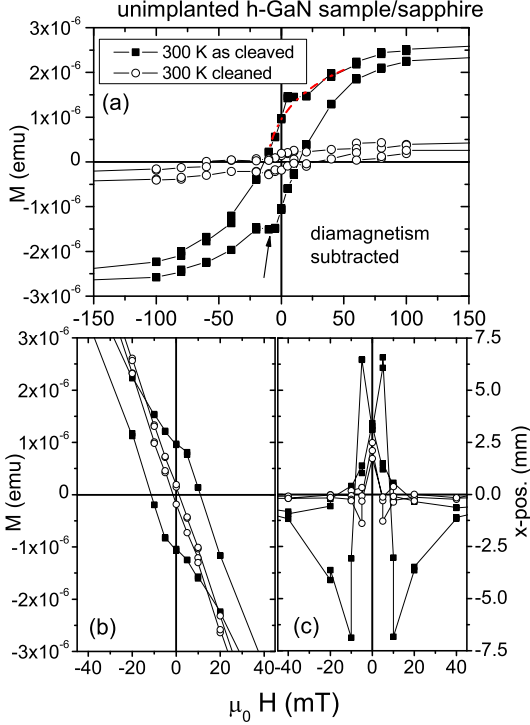 unimplanted h-GaN sample/sapphire
3x10⁻⁶
2x10⁻⁶
1x10⁻⁶
0
-1x10⁻⁶
-2x10⁻⁶
-3x10⁻⁶
M (emu)
300 K as cleaved
300 K cleaned
(a)
diamagnetism
subtracted
-150 -100 -50 0 50 100 150
3x10⁻⁶
2x10⁻⁶
1x10⁻⁶
0
-1x10⁻⁶
-2x10⁻⁶
-3x10⁻⁶
M (emu)
(b)
-40 -20 0 20 40
(c)
-40 -20 0 20 40
7.5
5.0
2.5
0.0
-2.5
-5.0
-7.5
x-pos. (mm)
μ₀ H (mT)